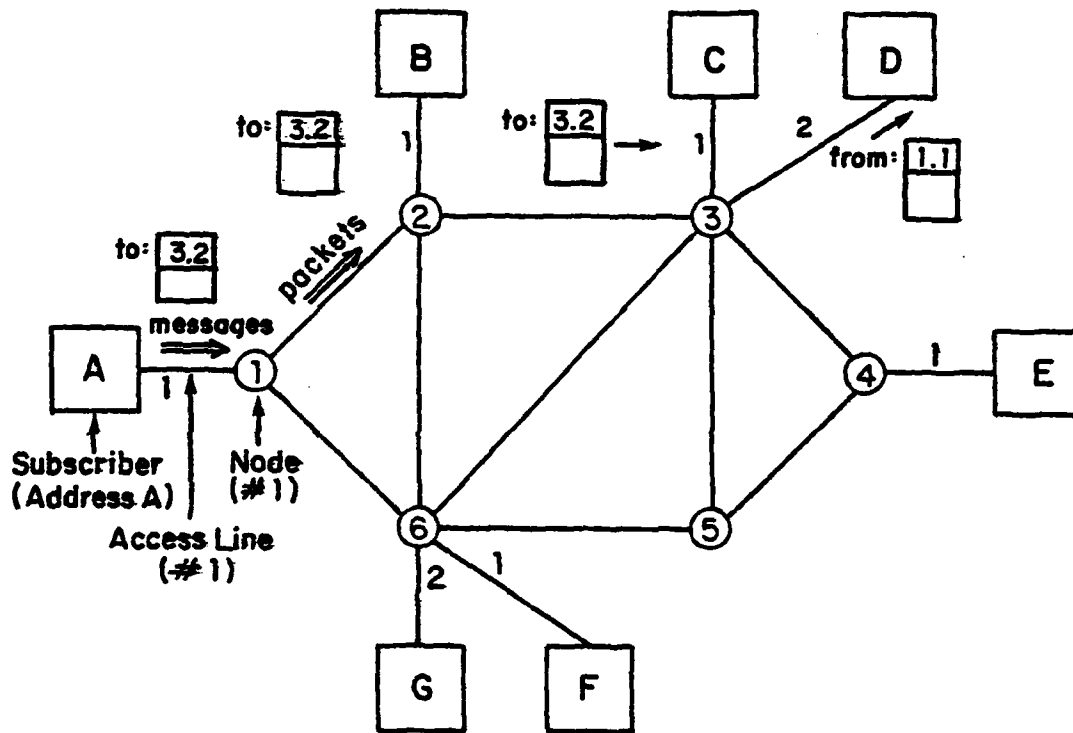 B
C
D
to: 3.2
to: 3.2
1
1
2
from: 1.1
2
3
to: 3.2
packets
messages
A
1
1
4
1
E
Subscriber
(Address A)
Node
(#1)
Access Line
(#1)
6
5
2
1
G
F